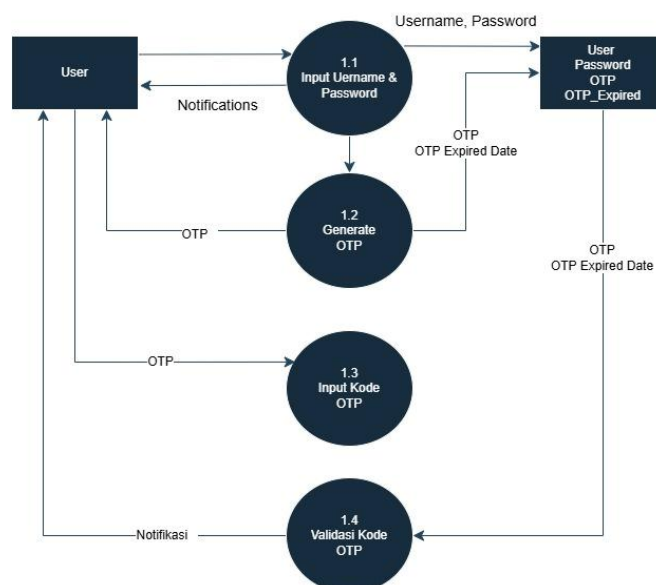 Username, Password
User
1.1
Input Uername &
Password
User
Password
OTP
OTP_Expired
Notifications
OTP
OTP Expired Date
1.2
Generate
OTP
OTP
OTP
OTP Expired Date
1.3
Input Kode
OTP
OTP
1.4
Validasi Kode
OTP
Notifikasi